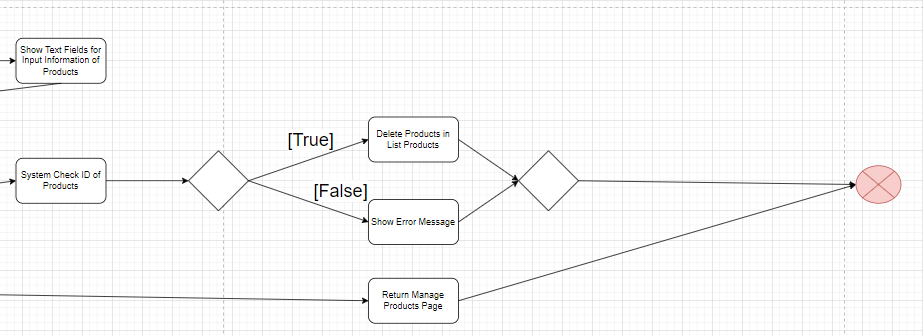 Show Text Fields for
Input Information of
Products
[True]
Delete Products in
List Products
System Check ID of
Products
[False]
Show Error Message
Return Manage
Products Page